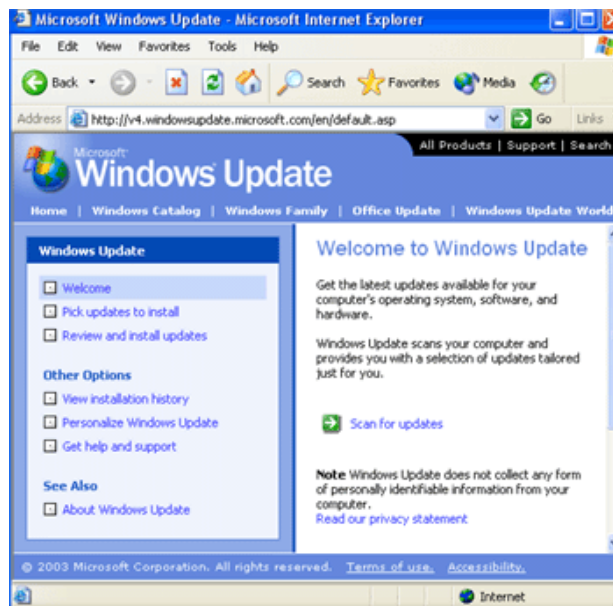 Microsoft Windows Update - Microsoft Internet Explorer
File Edit View Favorites Tools Help
Back Search Favorites Media
Address http://v4.windowsupdate.microsoft.com/en/default.asp Go Links
All Products | Support | Search
Microsoft
Windows Update
Home | Windows Catalog | Windows Family | Office Update | Windows Update World
Windows Update
Welcome
Pick updates to install
Review and install updates
Other Options
View installation history
Personalize Windows Update
Get help and support
See Also
About Windows Update
Welcome to Windows Update
Get the latest updates available for your
computer's operating system, software, and
hardware.
Windows Update scans your computer and
provides you with a selection of updates tailored
just for you.
Scan for updates
Note Windows Update does not collect any form
of personally identifiable information from your
computer.
Read our privacy statement
© 2003 Microsoft Corporation. All rights reserved. Terms of use. Accessibility.
Internet